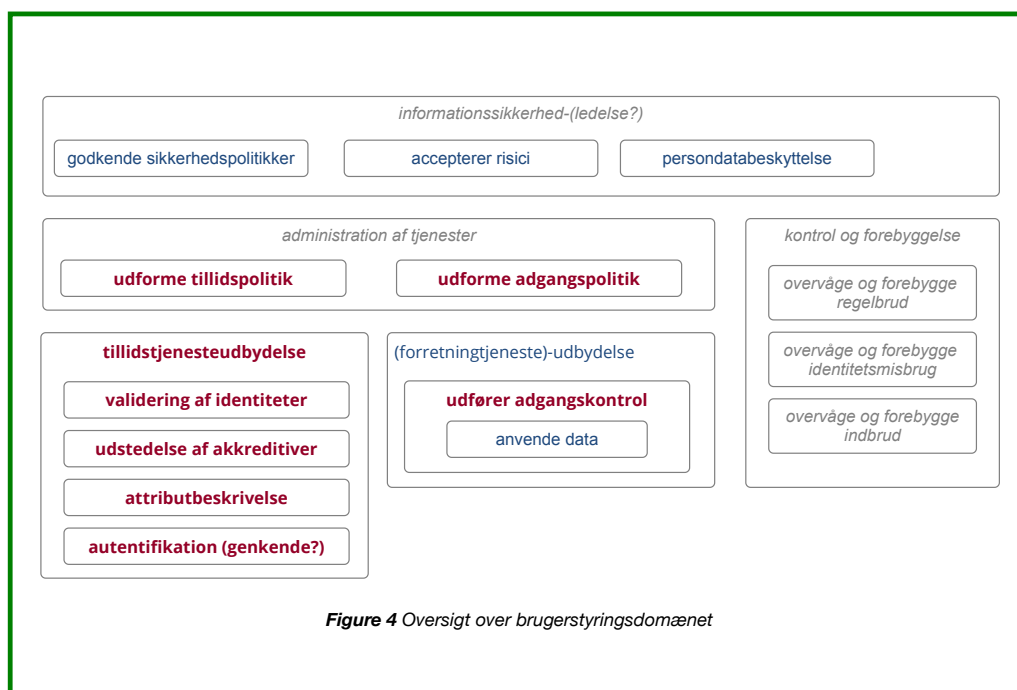 informationssikkerhed-(ledelse?)
godkende sikkerhedspolitikker
accepterer risici
persondatabeskyttelse
administration af tjenester
udforme tillidspolitik
udforme adgangspolitik
kontrol og forebyggelse
overvåge og forebygge
regelbrud
overvåge og forebygge
identitetsmisbrug
overvåge og forebygge
indbrud
tillidstjenesteudbydelse
validering af identiteter
udstedelse af akkreditiver
attributbeskrivelse
autentifikation (genkende?)
(forretningtjeneste)-udbydelse
udfører adgangskontrol
anvende data
Figure 4 Oversigt over brugerstyringsdomænet